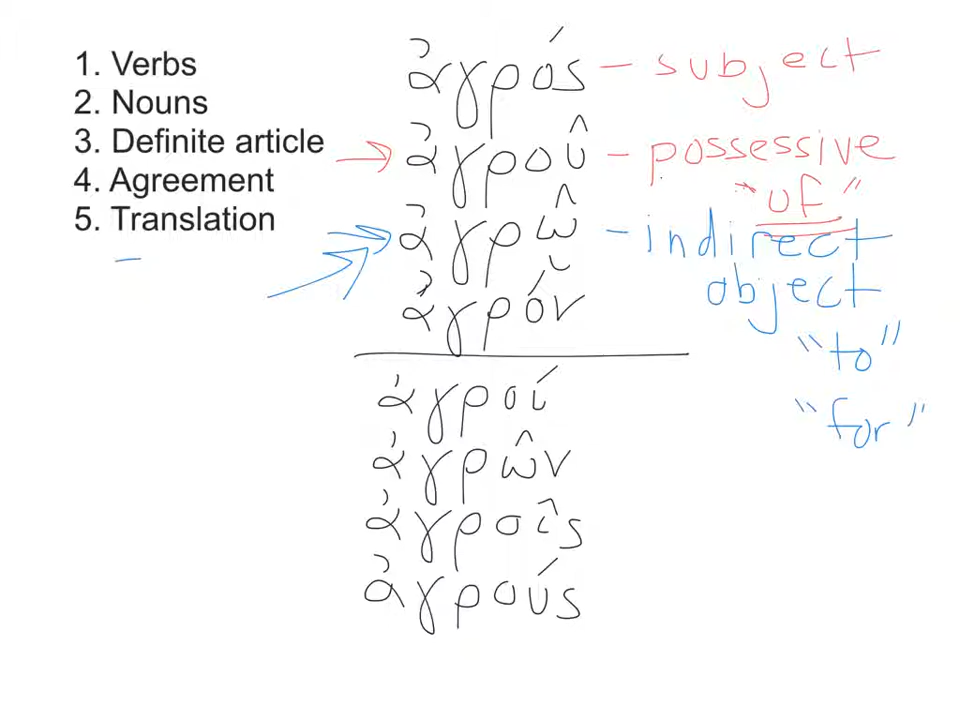 1. Verbs
2. Nouns
3. Definite article
4. Agreement
5. Translation
ἀγρός - subject
ἀγροῦ - possessive
"of"
ἀγρῶ - indirect
object
"to"
"for"
ἀγρόν
ἀγροί
ἀγρῶν
ἀγροῖς
ἀγρούς